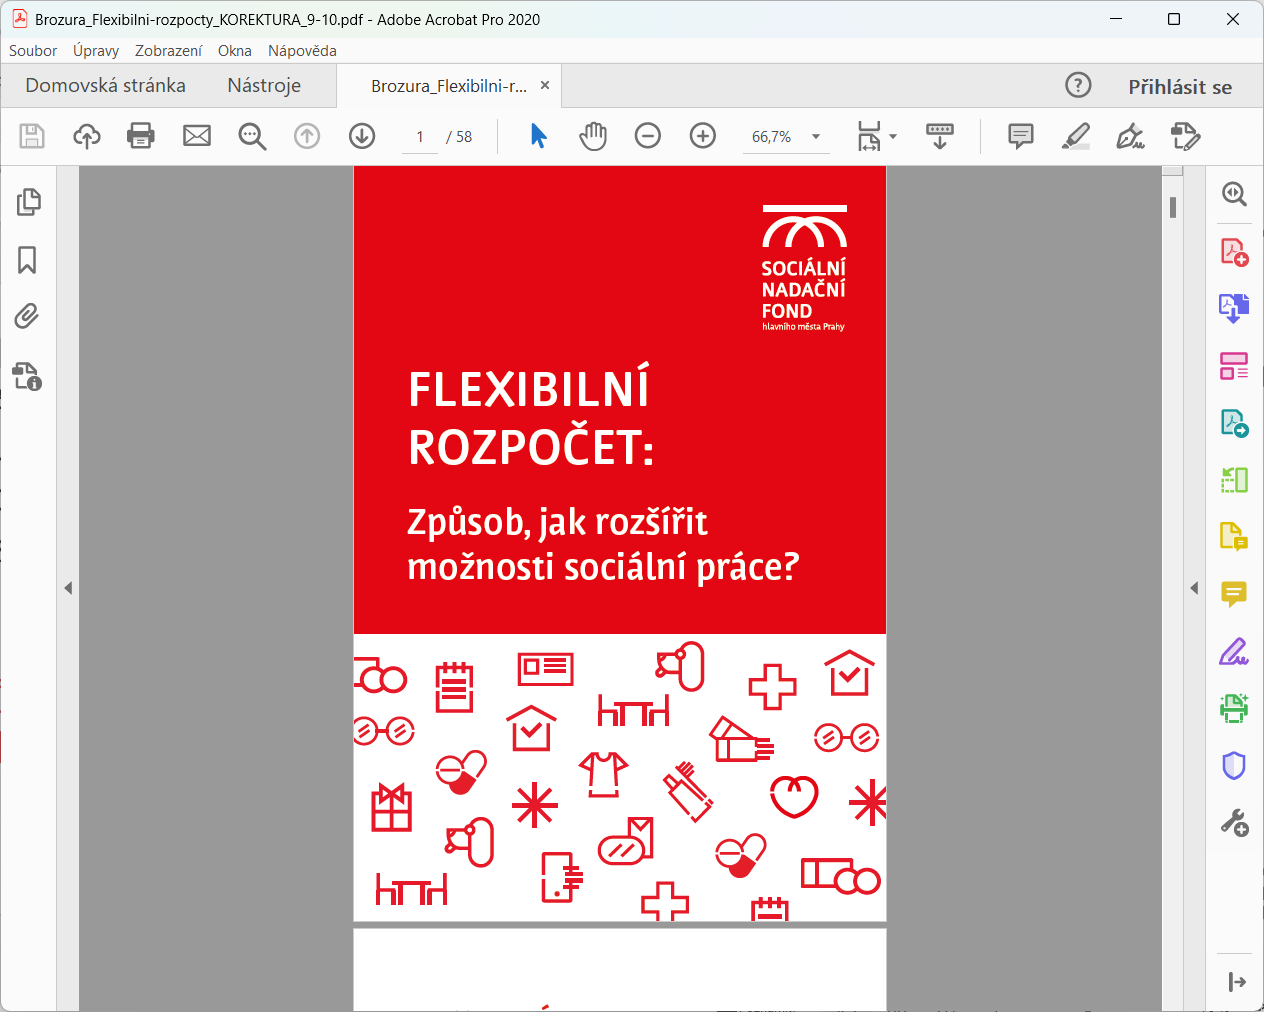 Brozura_Flexibilni-rozpocty_KOREKTURA_9-10.pdf - Adobe Acrobat Pro 2020
Soubor Úpravy Zobrazení Okna Nápověda
Domovská stránka Nástroje Brozura_Flexibilni-r... × Přihlásit se
1 / 58 66,7%
SOCIÁLNÍ
NADAČNÍ
FOND
hlavního města Prahy
FLEXIBILNÍ
ROZPOČET:
Způsob, jak rozšířit
možnosti sociální práce?